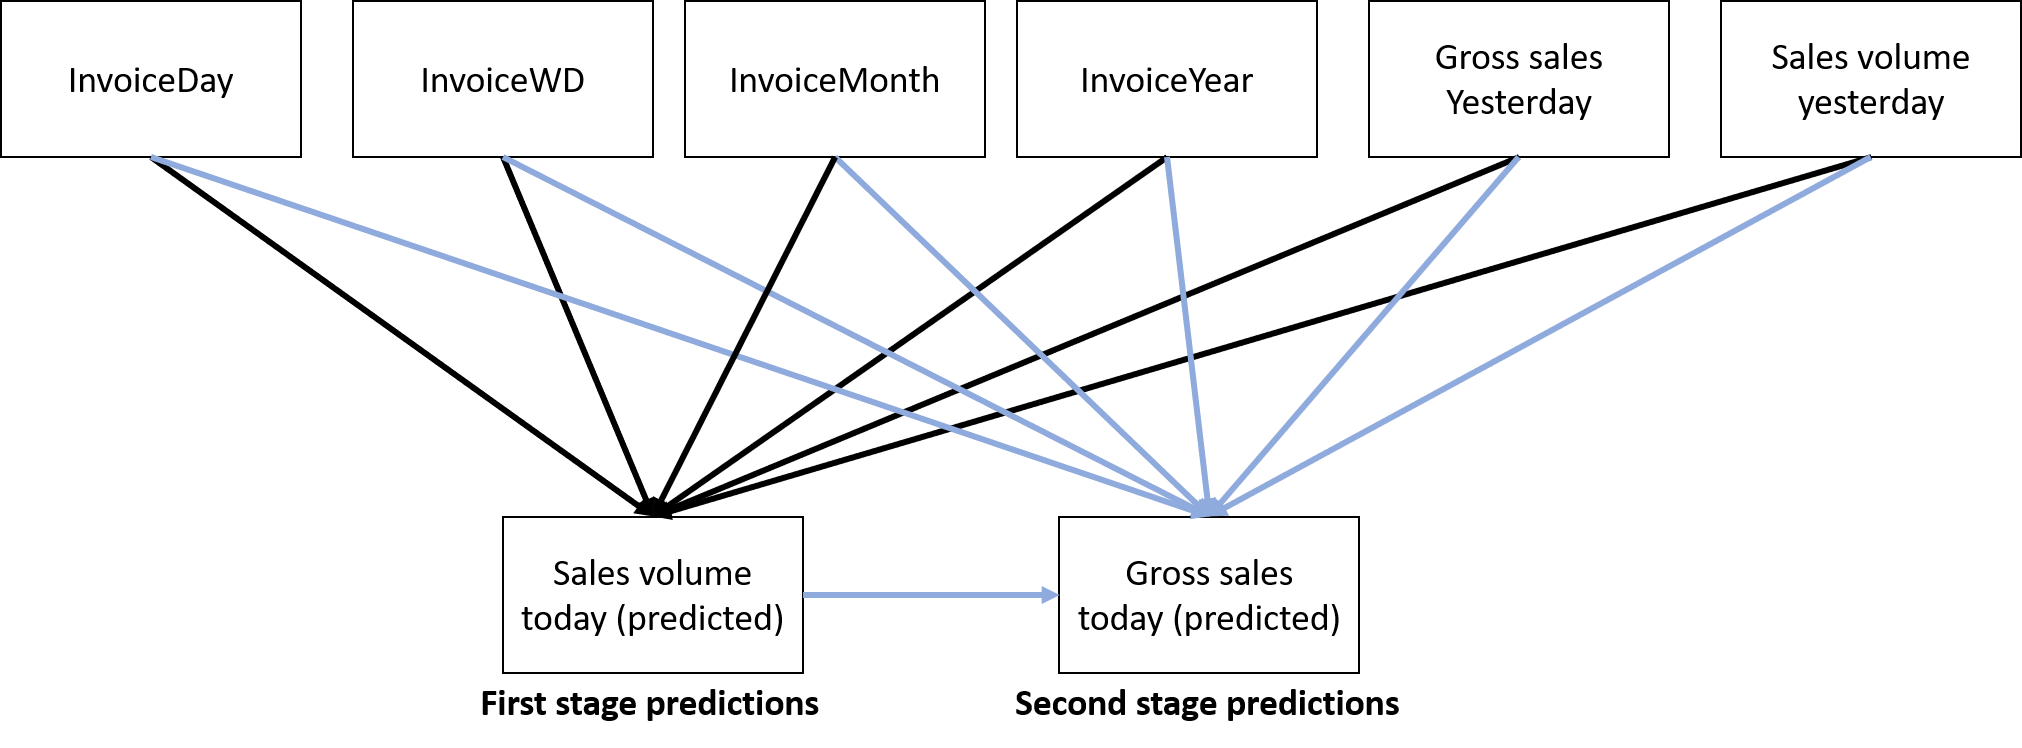 InvoiceDay
InvoiceWD
InvoiceMonth
InvoiceYear
Gross sales
Yesterday
Sales volume
yesterday
Sales volume
today (predicted)
Gross sales
today (predicted)
First stage predictions
Second stage predictions